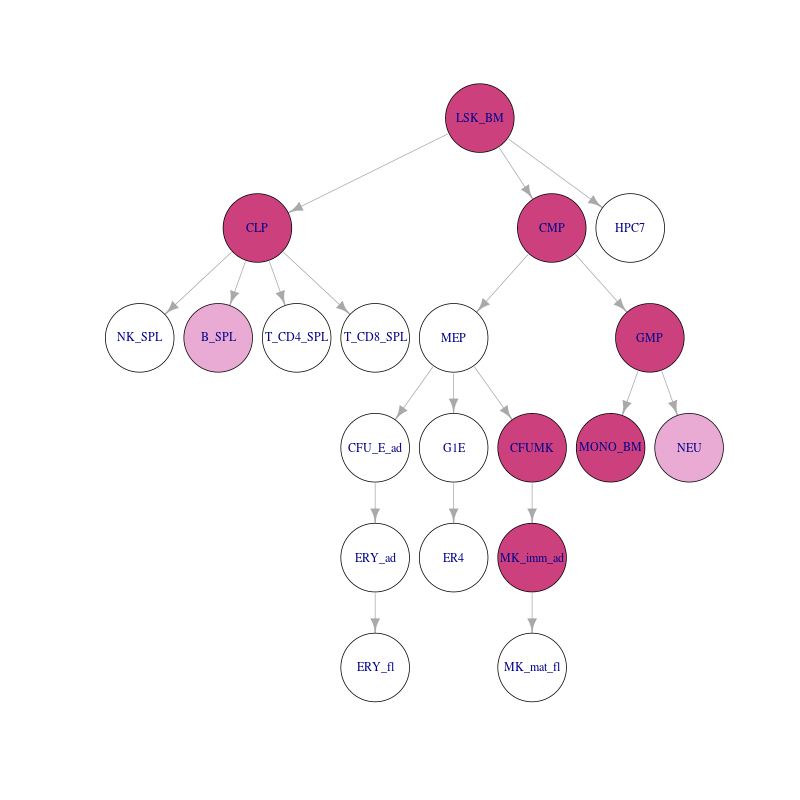 LSK_BM
CLP
CMP
HPC7
NK_SPL
B_SPL
T_CD4_SPL
T_CD8_SPL
MEP
GMP
CFU_E_ad
G1E
CFUMK
MONO_BM
NEU
ERY_ad
ER4
MK_imm_ad
ERY_fl
MK_mat_fl